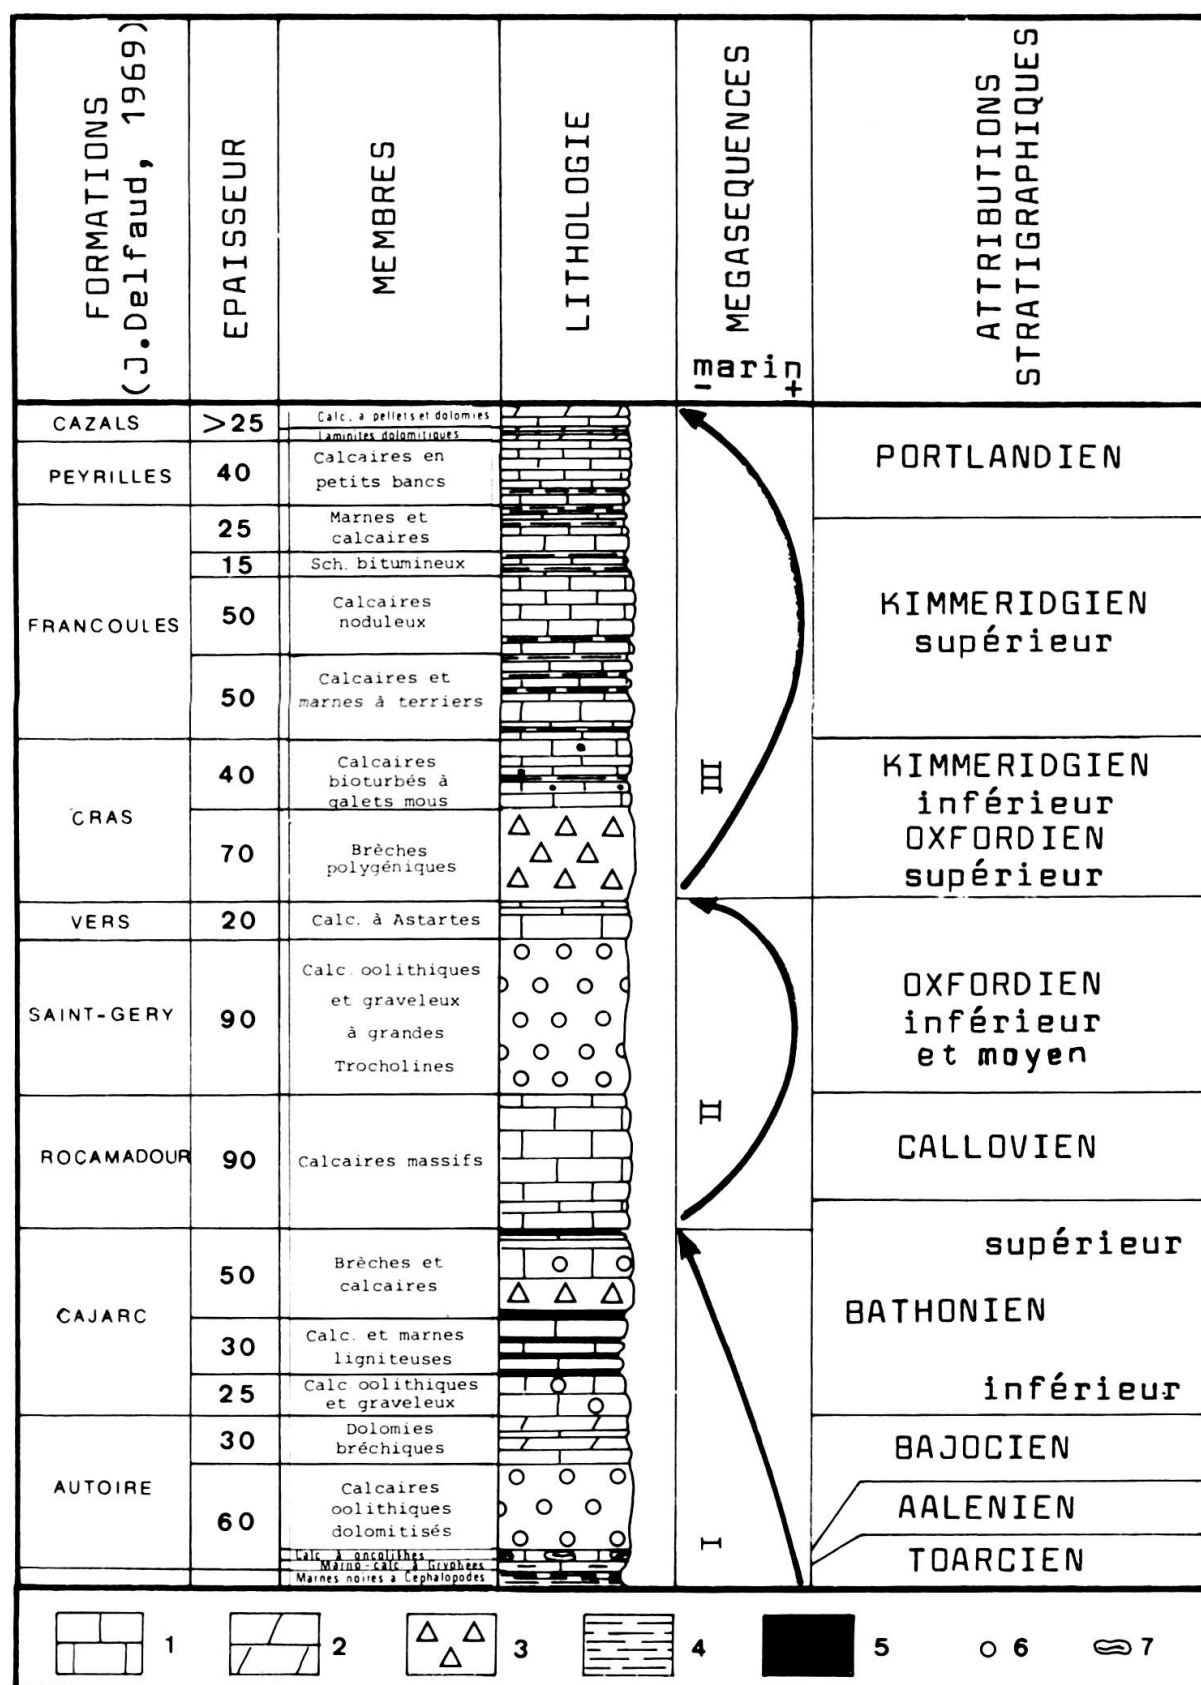 FORMATIONS
(J.Delfaud, 1969)
EPAISSEUR
MEMBRES
LITHOLOGIE
MEGASEQUENCES
marin
- +
ATTRIBUTIONS
STRATIGRAPHIQUES
CAZALS
>25
Calc. à pellets et dolomies
Laminites dolomitiques
PEYRILLES
40
Calcaires en
petits bancs
PORTLANDIEN
FRANCOULES
25
Marnes et
calcaires
15
Sch. bitumineux
50
Calcaires
noduleux
50
Calcaires et
marnes à terriers
KIMMERIDGIEN
supérieur
CRAS
40
Calcaires
bioturbés à
galets mous
70
Brèches
polygéniques
III
KIMMERIDGIEN
inférieur
OXFORDIEN
supérieur
VERS
20
Calc. à Astartes
SAINT-GERY
90
Calc. oolithiques
et graveleux
à grandes
Trocholines
OXFORDIEN
inférieur
et moyen
ROCAMADOUR
90
Calcaires massifs
II
CALLOVIEN
CAJARC
50
Brèches et
calcaires
30
Calc. et marnes
ligniteuses
25
Calc. oolithiques
et graveleux
supérieur
BATHONIEN
inférieur
AUTOIRE
30
Dolomies
bréchiques
60
Calcaires
oolithiques
dolomitisés
Calc. à oncolithes
Marno-calc. à Gryphées
Marnes noires à Céphalopodes
I
BAJOCIEN
AALENIEN
TOARCIEN
1
2
3
4
5
6
7